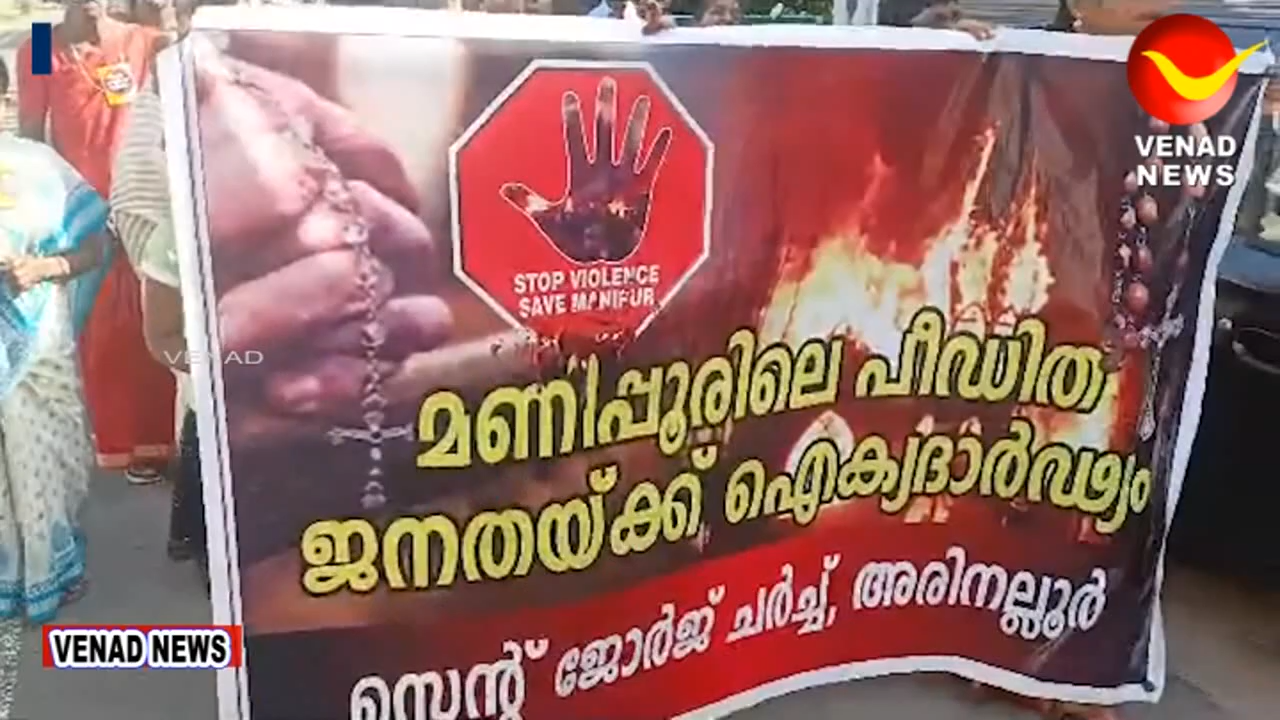 VENAD
NEWS
STOP VIOLENCE
SAVE MANIPUR
VENAD
മണിപ്പൂരിലെ പീഡിത
ജനതയ്ക്ക് ഐക്യദാർഢ്യം
സെന്റ് ജോർജ് ചർച്ച്, അരിനല്ലൂർ
VENAD NEWS